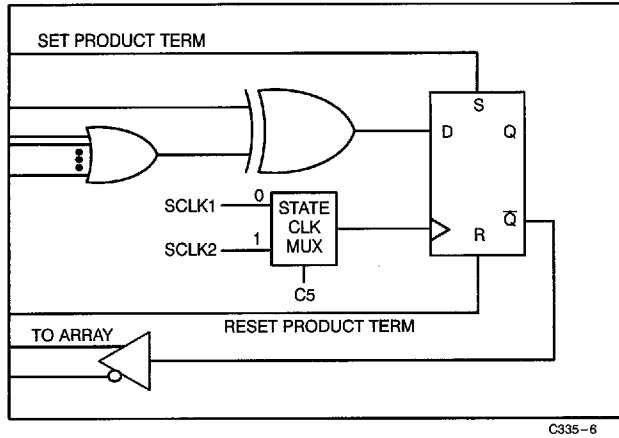 SET PRODUCT TERM
S
D
Q
SCLK1
0
STATE
CLK
MUX
SCLK2
1
R
Q̅
C5
RESET PRODUCT TERM
TO ARRAY
C335-6